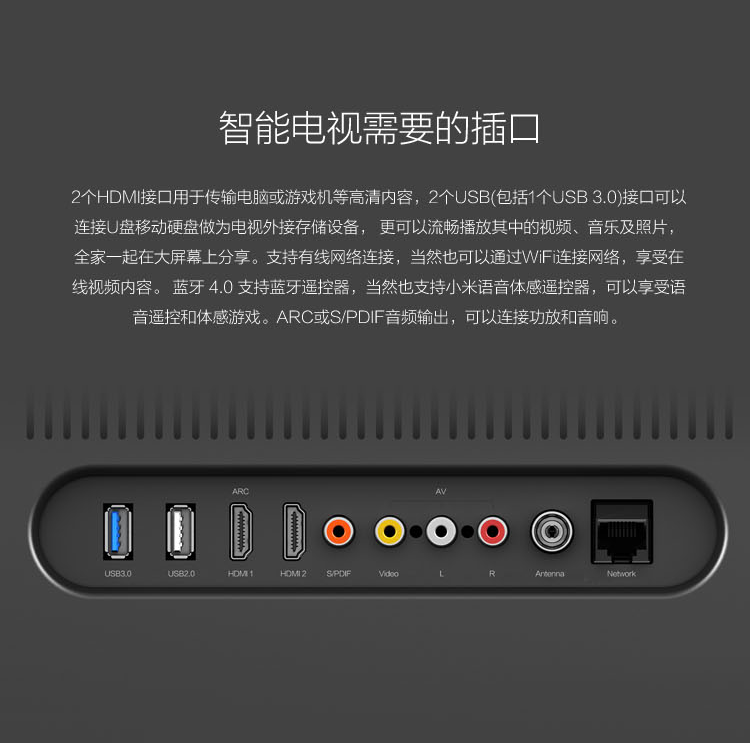 智能电视需要的插口
2个HDMI接口用于传输电脑或游戏机等高清内容，2个USB(包括1个USB 3.0)接口可以
连接U盘移动硬盘做为电视外接存储设备， 更可以流畅播放其中的视频、音乐及照片，
全家一起在大屏幕上分享。支持有线网络连接，当然也可以通过WiFi连接网络，享受在
线视频内容。 蓝牙 4.0 支持蓝牙遥控器，当然也支持小米语音体感遥控器，可以享受语
音遥控和体感游戏。ARC或S/PDIF音频输出，可以连接功放和音响。
ARC AV
USB3.0 USB2.0 HDMI 1 HDMI 2 S/PDIF Video L R Antenna Network